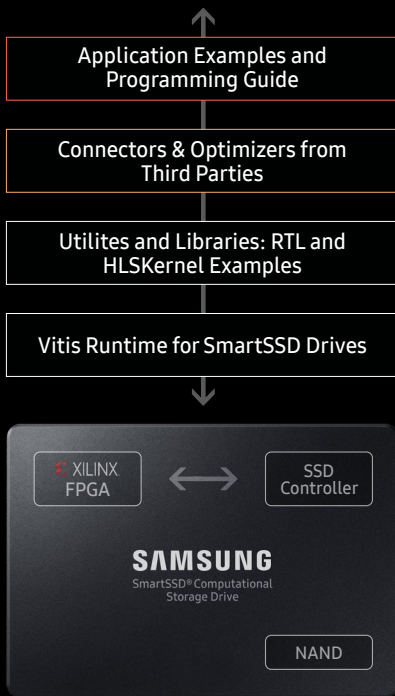 Application Examples and
Programming Guide
Connectors & Optimizers from
Third Parties
Utilites and Libraries: RTL and
HLSKernel Examples
Vitis Runtime for SmartSSD Drives
XILINX.
FPGA
SSD
Controller
SAMSUNG
SmartSSD® Computational
Storage Drive
NAND